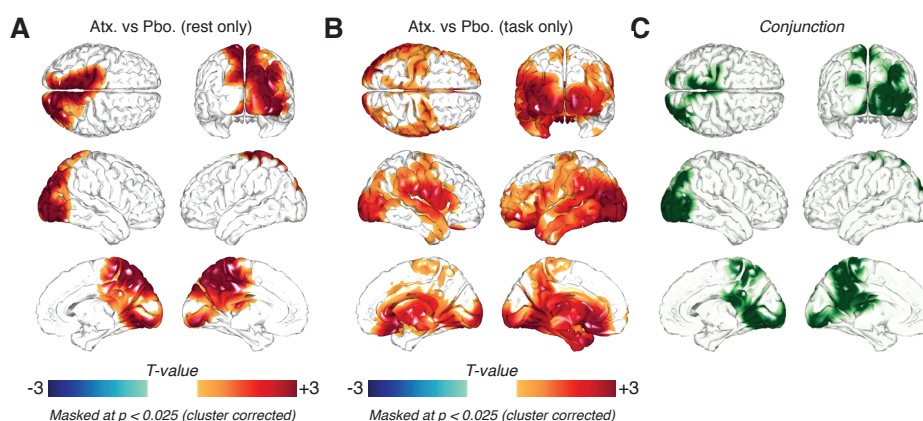 A Atx. vs Pbo. (rest only)
B Atx. vs Pbo. (task only)
C Conjunction
T-value
-3 +3
Masked at p < 0.025 (cluster corrected)
T-value
-3 +3
Masked at p < 0.025 (cluster corrected)